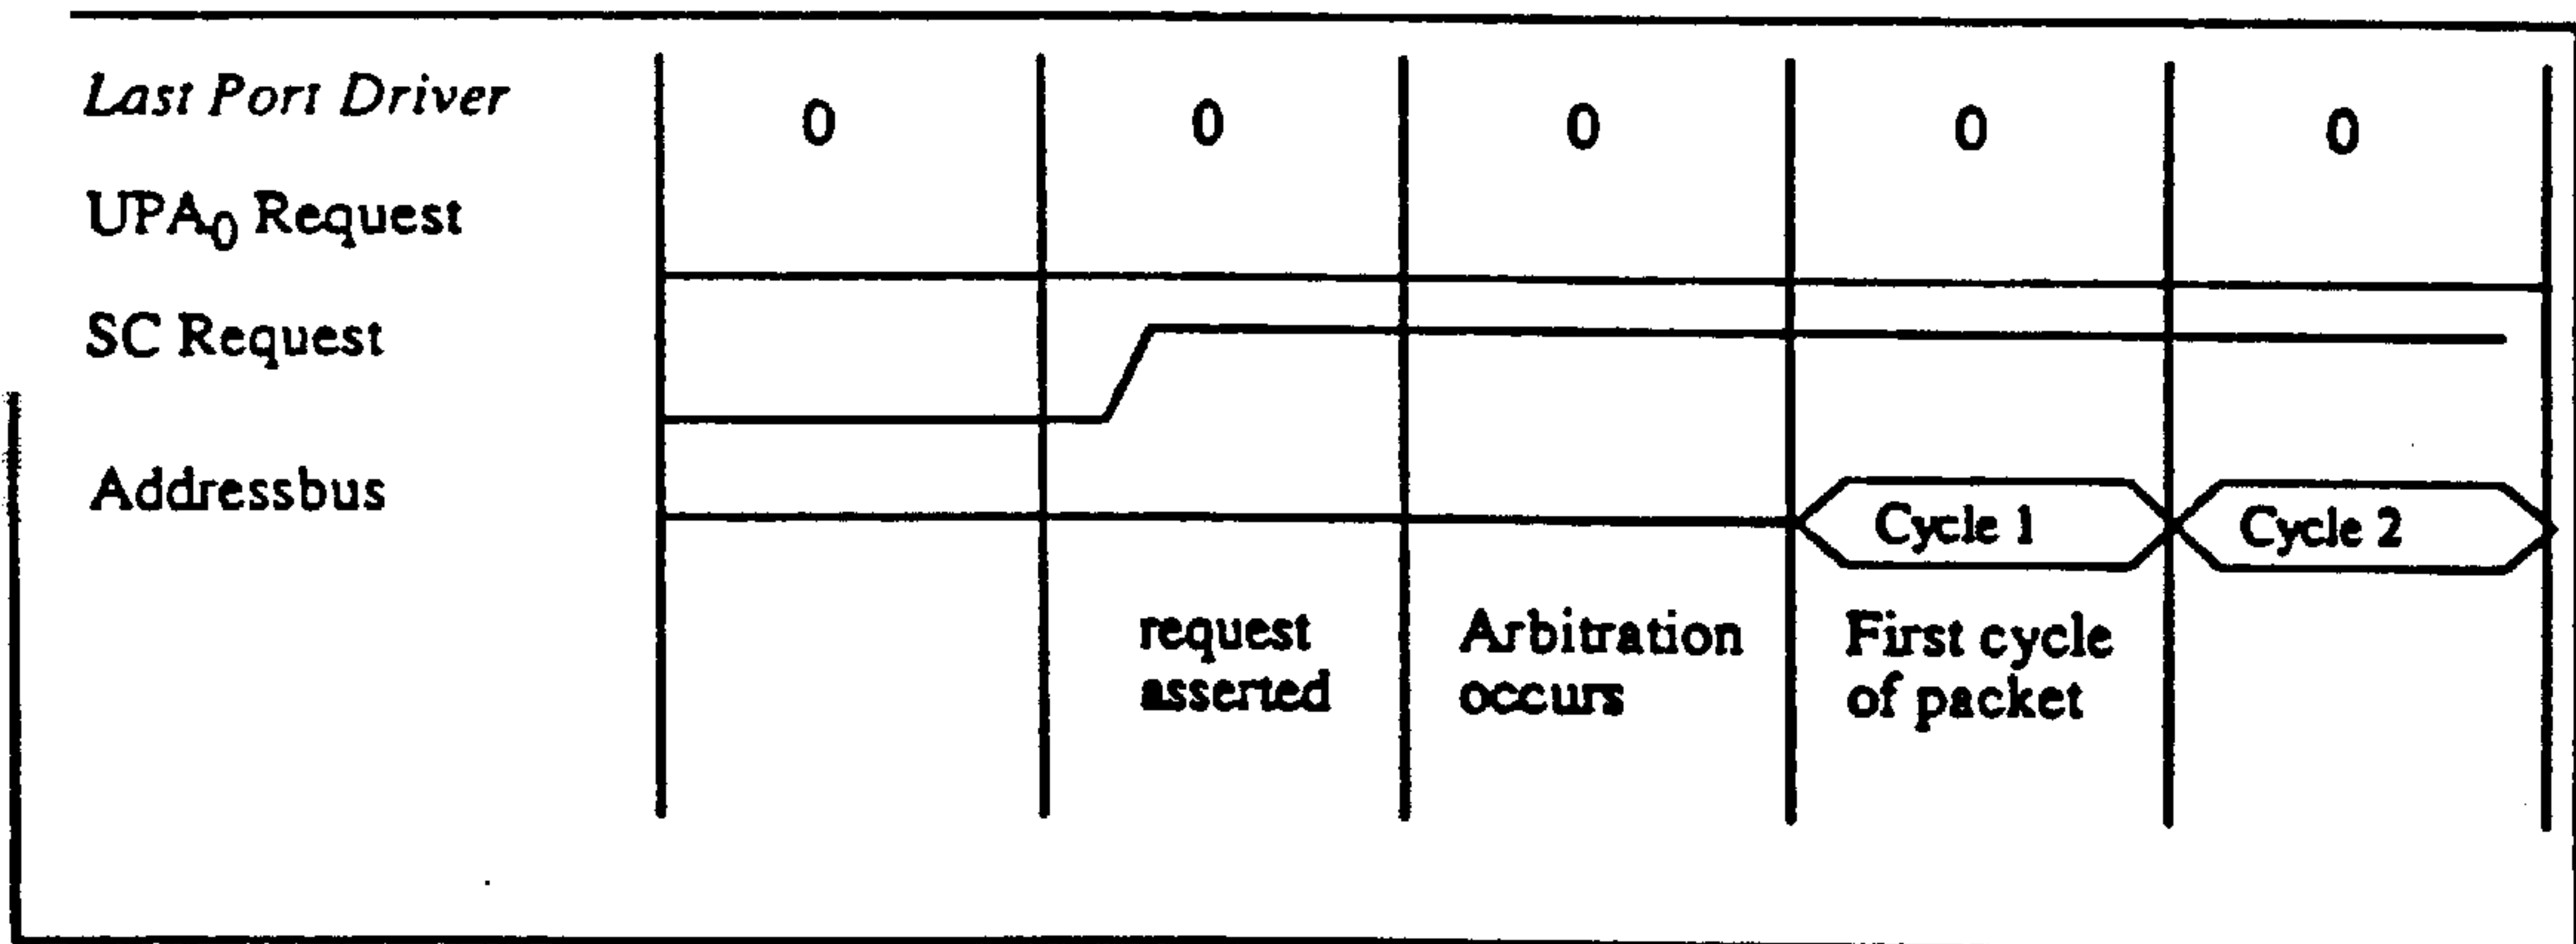 Last Port Driver 0 0 0 0 0
UPA0 Request
SC Request
Addressbus Cycle 1 Cycle 2
request Arbitration First cycle
asserted occurs of packet